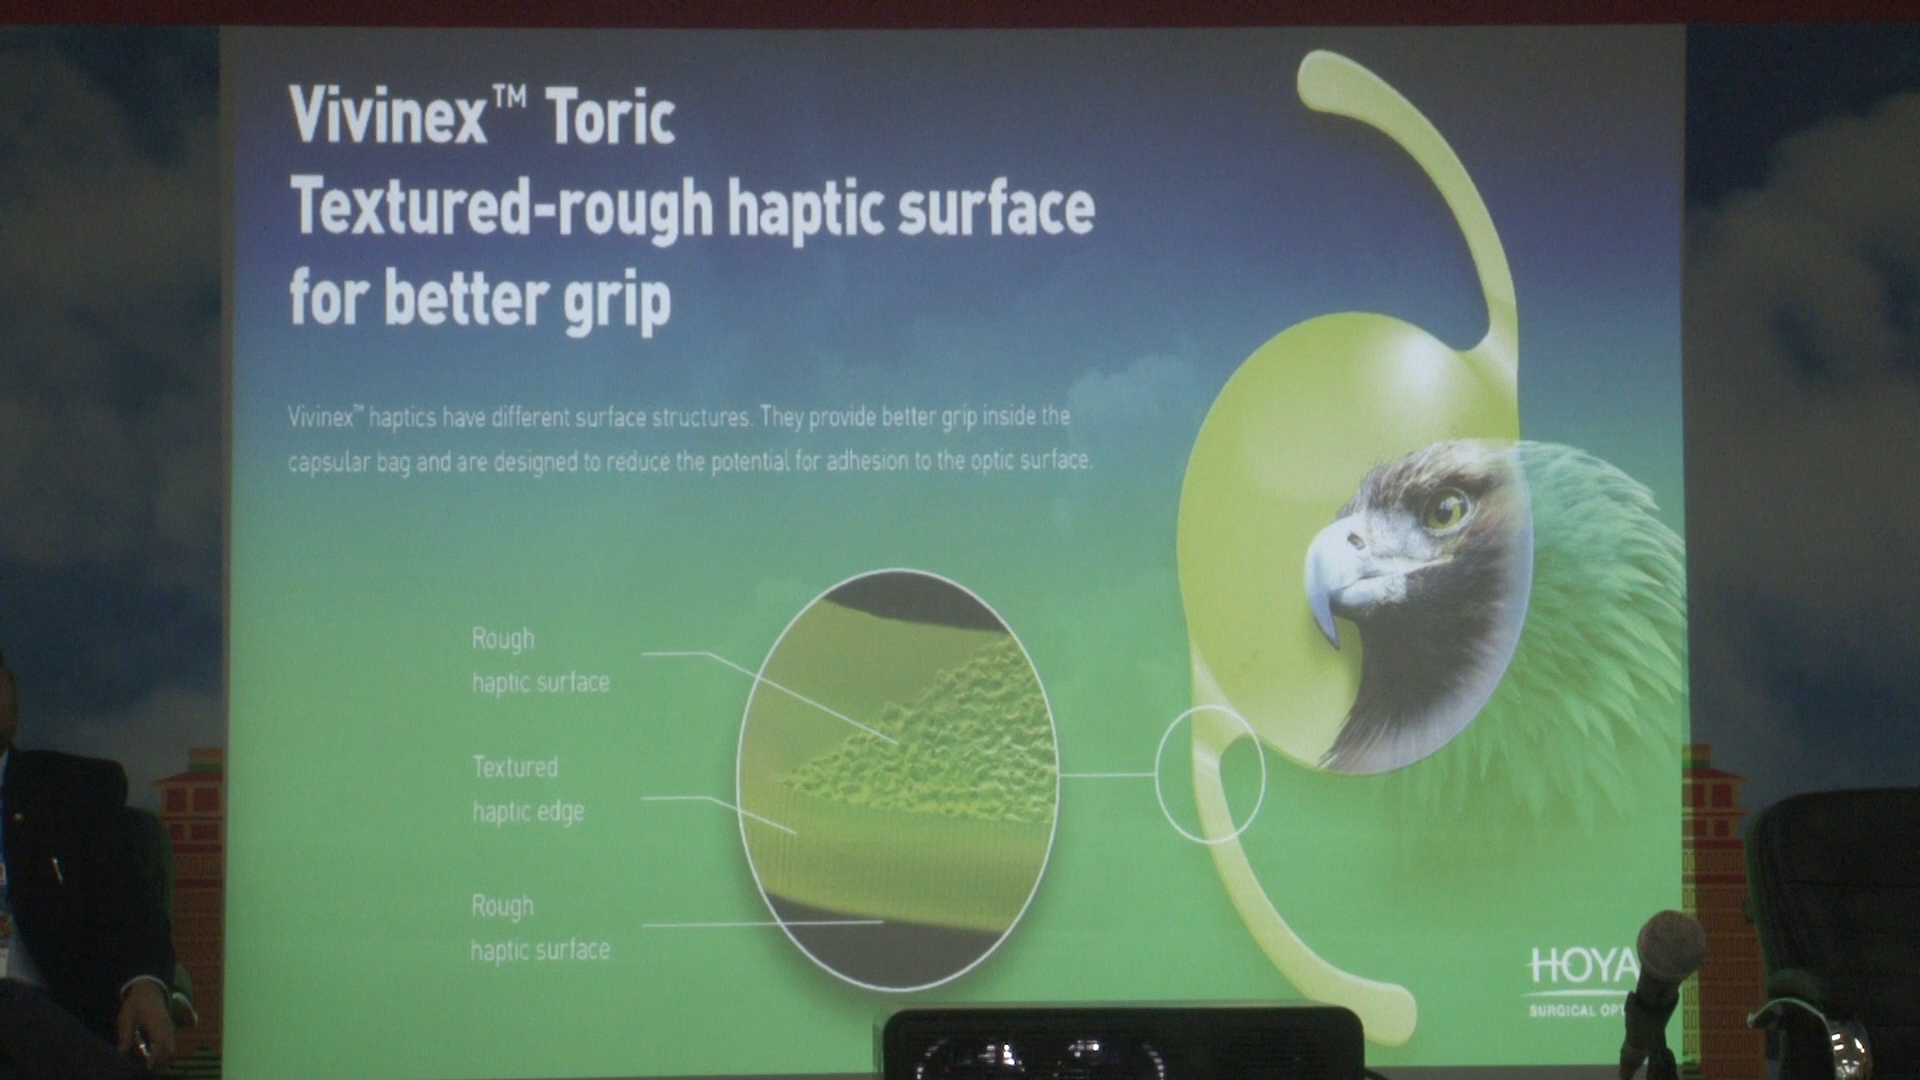 Vivinex™ Toric
Textured-rough haptic surface
for better grip
Vivinex™ haptics have different surface structures. They provide better grip inside the
capsular bag and are designed to reduce the potential for adhesion to the optic surface.
Rough
haptic surface
Textured
haptic edge
Rough
haptic surface
HOYA
SURGICAL